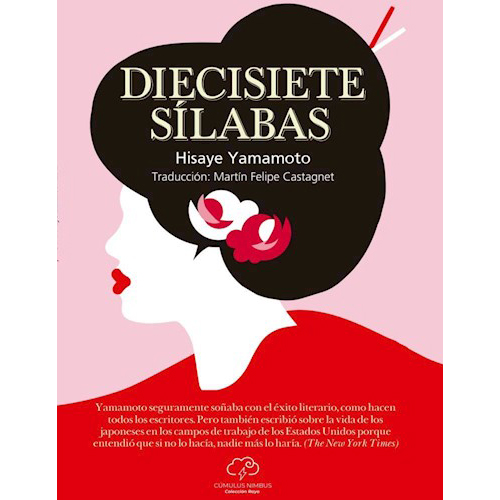 DIECISIETE
SÍLABAS
Hisaye Yamamoto
Traducción: Martín Felipe Castagnet
Yamamoto seguramente soñaba con el éxito literario, como hacen
todos los escritores. Pero también escribió sobre la vida de los
japoneses en los campos de trabajo de los Estados Unidos porque
entendió que si no lo hacía, nadie más lo haría. (The New York Times)
CÚMULUS NIMBUS
Colección Rayo